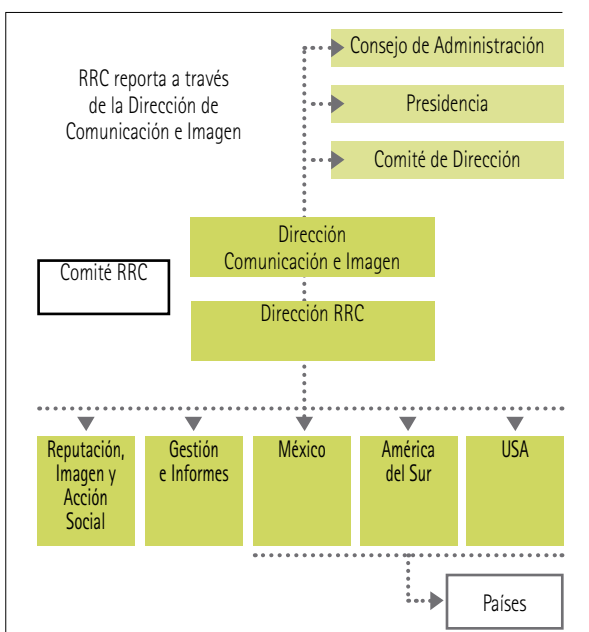 RRC reporta a través
de la Dirección de
Comunicación e Imagen
Consejo de Administración
Presidencia
Comité de Dirección
Dirección
Comunicación e Imagen
Comité RRC
Dirección RRC
Reputación,
Imagen y
Acción
Social
Gestión
e Informes
México
América
del Sur
USA
Países